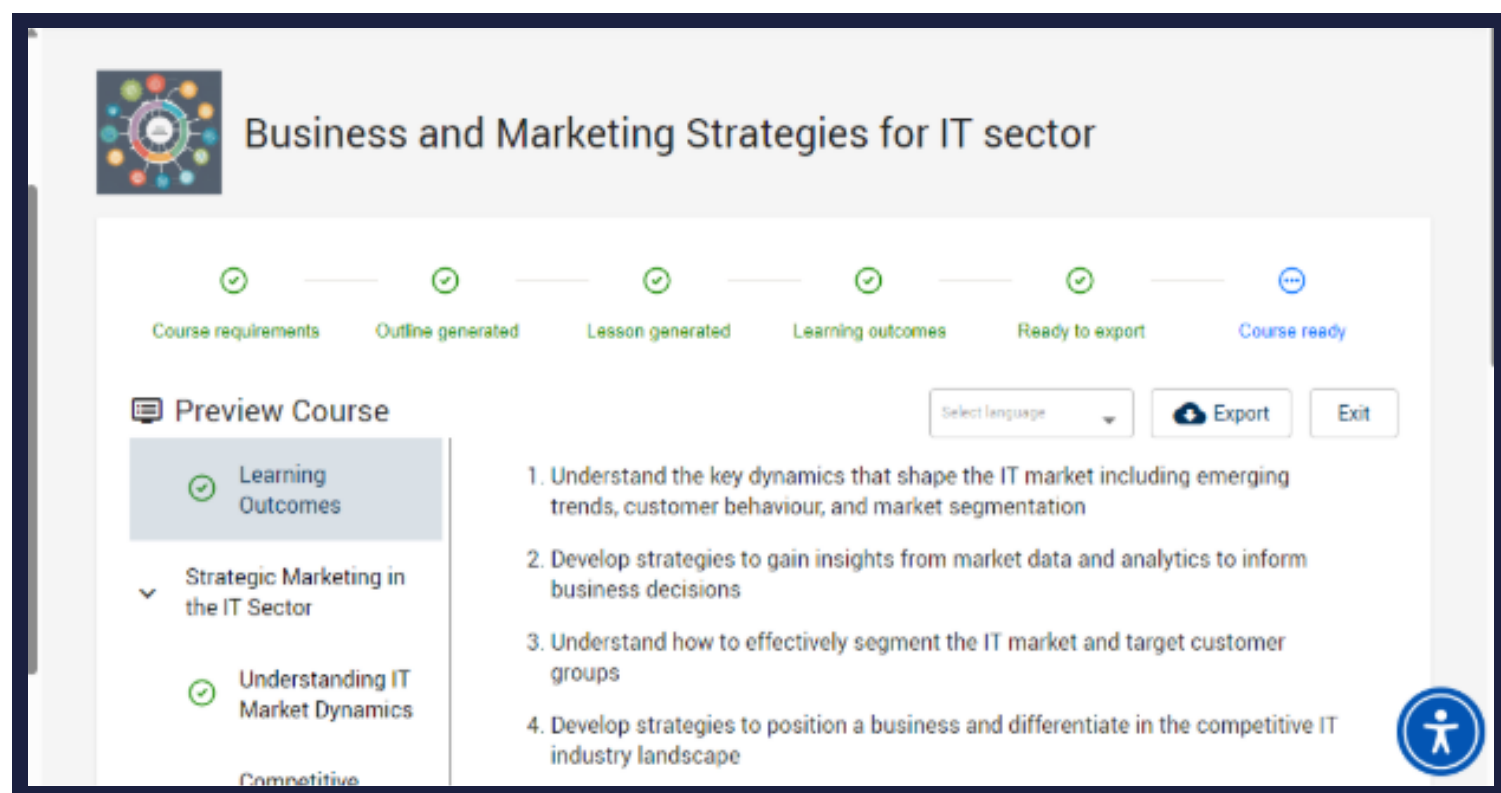 Business and Marketing Strategies for IT sector
Course requirements
Outline generated
Lesson generated
Learning outcomes
Ready to export
Course ready
Preview Course
Select language
Export
Exit
Learning
Outcomes
Strategic Marketing in
the IT Sector
Understanding IT
Market Dynamics
Competitive
1. Understand the key dynamics that shape the IT market including emerging
trends, customer behaviour, and market segmentation
2. Develop strategies to gain insights from market data and analytics to inform
business decisions
3. Understand how to effectively segment the IT market and target customer
groups
4. Develop strategies to position a business and differentiate in the competitive IT
industry landscape